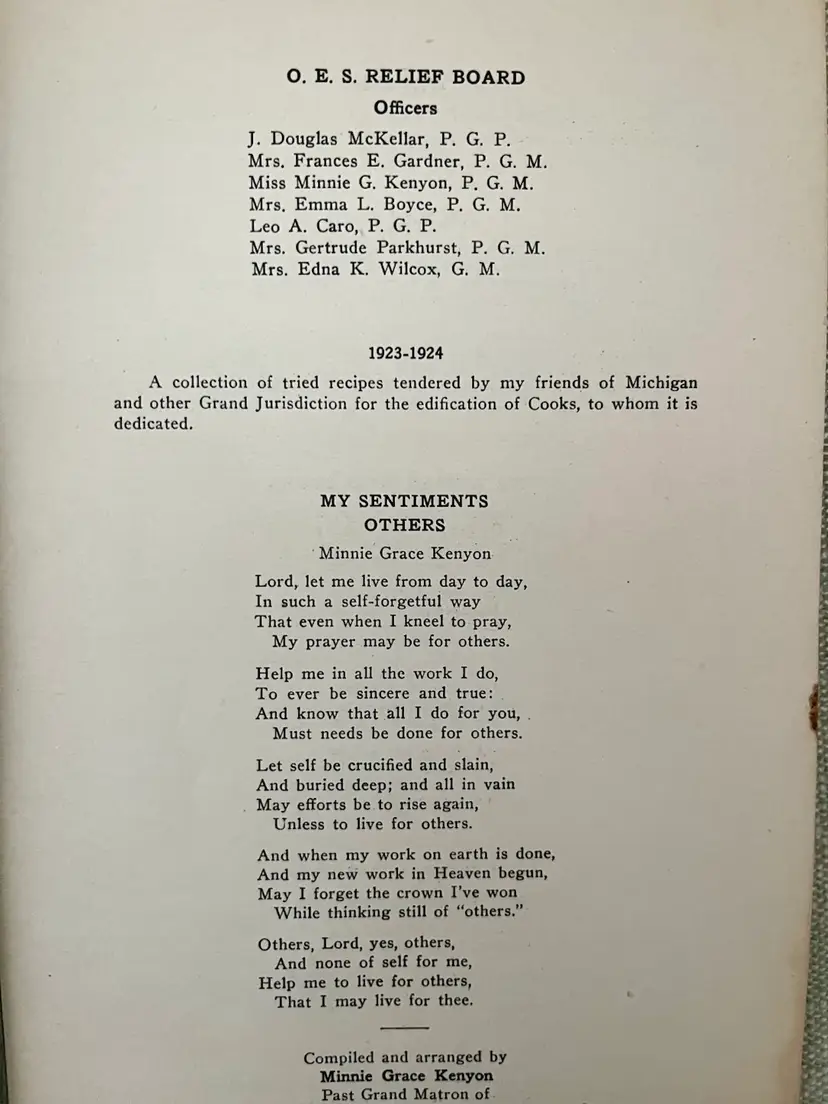 O. E. S. RELIEF BOARD
Officers
J. Douglas McKellar, P. G. P.
Mrs. Frances E. Gardner, P. G. M.
Miss Minnie G. Kenyon, P. G. M.
Mrs. Emma L. Boyce, P. G. M.
Leo A. Caro, P. G. P.
Mrs. Gertrude Parkhurst, P. G. M.
Mrs. Edna K. Wilcox, G. M.
1923-1924
A collection of tried recipes tendered by my friends of Michigan
and other Grand Jurisdiction for the edification of Cooks, to whom it is
dedicated.
MY SENTIMENTS
OTHERS
Minnie Grace Kenyon
Lord, let me live from day to day,
In such a self-forgetful way
That even when I kneel to pray,
My prayer may be for others.
Help me in all the work I do,
To ever be sincere and true:
And know that all I do for you,
Must needs be done for others.
Let self be crucified and slain,
And buried deep; and all in vain
May efforts be to rise again,
Unless to live for others.
And when my work on earth is done,
And my new work in Heaven begun,
May I forget the crown I've won
While thinking still of "others."
Others, Lord, yes, others,
And none of self for me,
Help me to live for others,
That I may live for thee.
Compiled and arranged by
Minnie Grace Kenyon
Past Grand Matron of